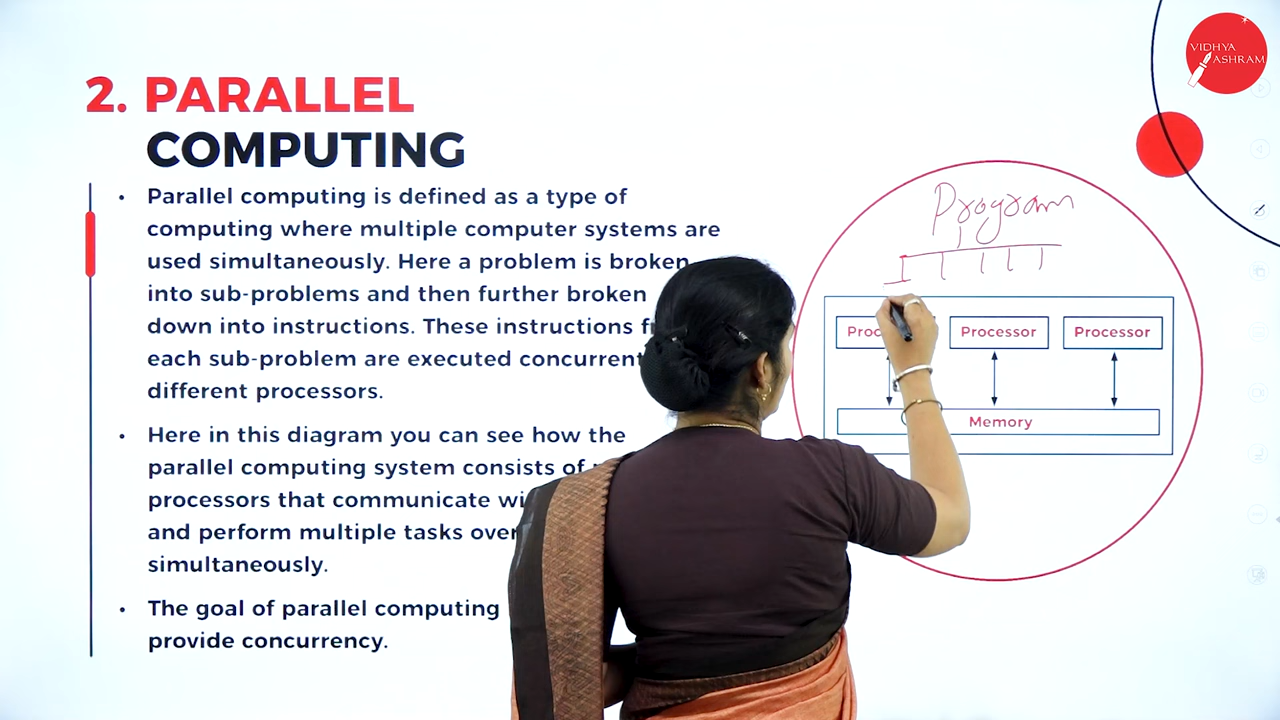 VIDHYA
ASHRAM
2. PARALLEL
COMPUTING
• Parallel computing is defined as a type of
computing where multiple computer systems are
used simultaneously. Here a problem is broken
into sub-problems and then further broken
down into instructions. These instructions
each sub-problem are executed
different processors.
• Here in this diagram you can see how the
parallel computing system consists of
processors that communicate
and perform multiple tasks
simultaneously.
• The goal of parallel computing
provide concurrency.
Program
Processor Processor
Memory